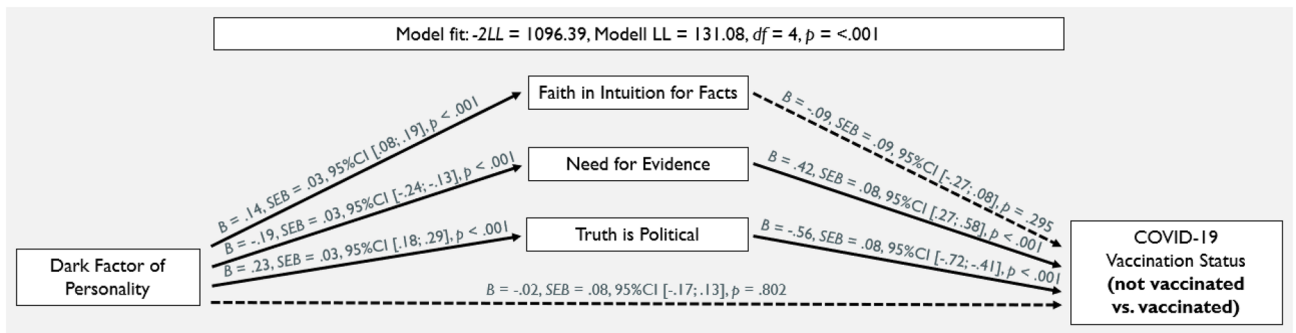 Model fit: -2LL = 1096.39, Modell LL = 131.08, df = 4, p = <.001
Faith in Intuition for Facts
B = .14, SEB = .03, 95%CI [.08; .19], p < .001
B = -.09, SEB = .09, 95%CI [-.27; .08], p = .295
Need for Evidence
B = -.19, SEB = .03, 95%CI [-.24; -.13], p < .001
B = .42, SEB = .08, 95%CI [.27; .58], p < .001
Truth is Political
B = .23, SEB = .03, 95%CI [.18; .29], p < .001
B = -.56, SEB = .08, 95%CI [-.72; -.41], p < .001
Dark Factor of
Personality
B = -.02, SEB = .08, 95%CI [-.17; .13], p = .802
COVID-19
Vaccination Status
(not vaccinated
vs. vaccinated)